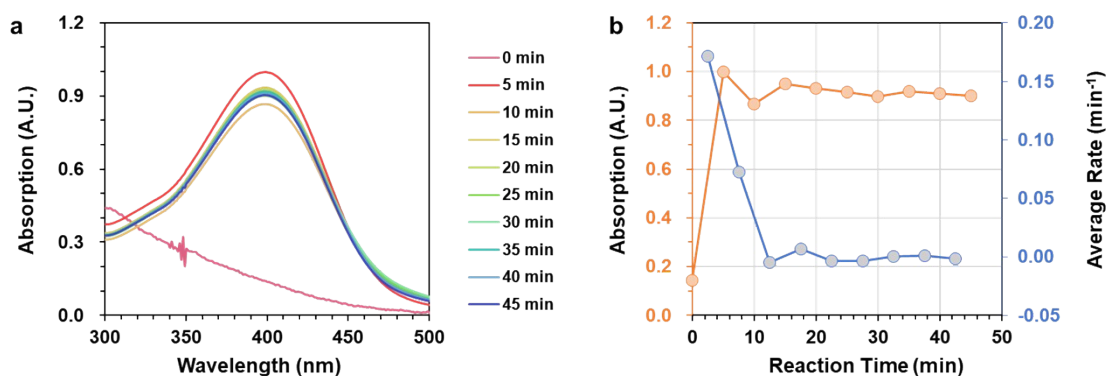 a
1.2
0.9
0.6
0.3
0.0
Absorption (A.U.)
300
350
400
450
500
Wavelength (nm)
0 min
5 min
10 min
15 min
20 min
25 min
30 min
35 min
40 min
45 min
b
1.2
1.0
0.8
0.6
0.4
0.2
0.0
Absorption (A.U.)
0
10
20
30
40
50
Reaction Time (min)
0.20
0.15
0.10
0.05
0.00
-0.05
Average Rate (min⁻¹)